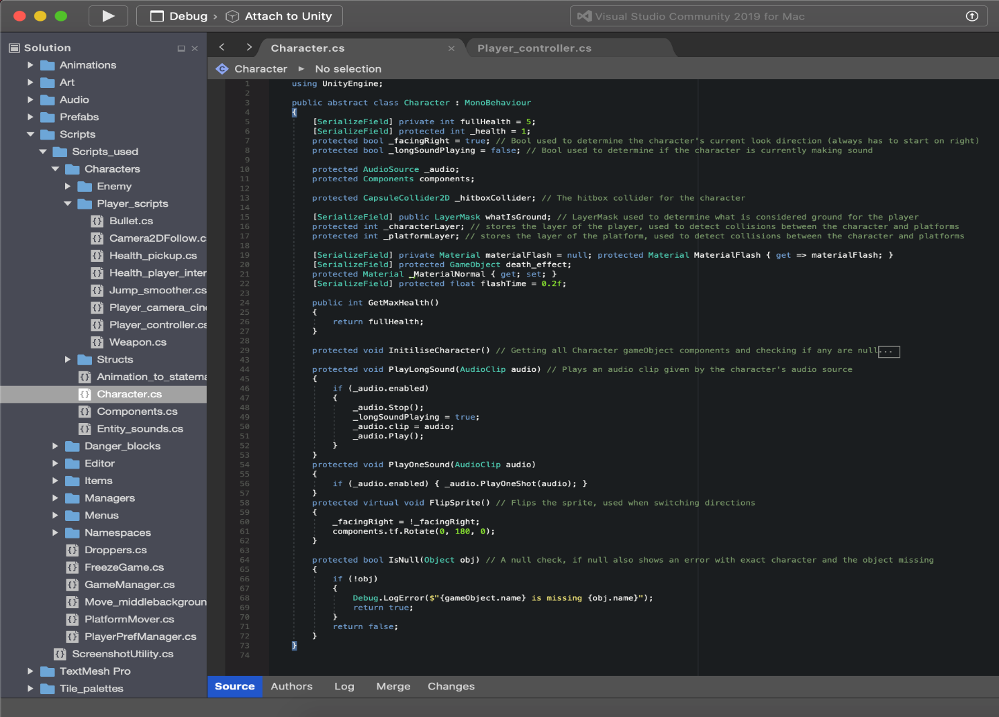 Debug › Attach to Unity
Visual Studio Community 2019 for Mac
Solution
Animations
Art
Audio
Prefabs
Scripts
Scripts_used
Characters
Enemy
Player_scripts
{} Bullet.cs
{} Camera2DFollow.c
{} Health_pickup.cs
{} Health_player_inter
{} Jump_smoother.cs
{} Player_camera_cine
{} Player_controller.cs
{} Weapon.cs
Structs
{} Animation_to_statema
{} Character.cs
{} Components.cs
{} Entity_sounds.cs
Danger_blocks
Editor
Items
Managers
Menus
Namespaces
{} Droppers.cs
{} FreezeGame.cs
{} GameManager.cs
{} Move_middlebackgroun
{} PlatformMover.cs
{} PlayerPrefManager.cs
{} ScreenshotUtility.cs
TextMesh Pro
Tile_palettes
Character.cs
Player_controller.cs
C Character ▸ No selection
1 using UnityEngine;
2
3 public abstract class Character : MonoBehaviour
4 {
5 [SerializeField] private int fullHealth = 5;
6 [SerializeField] protected int _health = 1;
7 protected bool _facingRight = true; // Bool used to determine the character's current look direction (always has to start on right)
8 protected bool _longSoundPlaying = false; // Bool used to determine if the character is currently making sound
9
10 protected AudioSource _audio;
11 protected Components components;
12
13 protected CapsuleCollider2D _hitboxCollider; // The hitbox collider for the character
14
15 [SerializeField] public LayerMask whatIsGround; // LayerMask used to determine what is considered ground for the player
16 protected int _characterLayer; // stores the layer of the player, used to detect collisions between the character and platforms
17 protected int _platformLayer; // stores the layer of the platform, used to detect collisions between the character and platforms
18
19 [SerializeField] private Material materialFlash = null; protected Material MaterialFlash { get => materialFlash; }
20 [SerializeField] protected GameObject death_effect;
21 protected Material _MaterialNormal { get; set; }
22 [SerializeField] protected float flashTime = 0.2f;
23
24 public int GetMaxHealth()
25 {
26 return fullHealth;
27 }
28
29 protected void InitiliseCharacter() // Getting all Character gameObject components and checking if any are null...
43
44 protected void PlayLongSound(AudioClip audio) // Plays an audio clip given by the character's audio source
45 {
46 if (_audio.enabled)
47 {
48 _audio.Stop();
49 _longSoundPlaying = true;
50 _audio.clip = audio;
51 _audio.Play();
52 }
53 }
54 protected void PlayOneSound(AudioClip audio)
55 {
56 if (_audio.enabled) { _audio.PlayOneShot(audio); }
57 }
58 protected virtual void FlipSprite() // Flips the sprite, used when switching directions
59 {
60 _facingRight = !_facingRight;
61 components.tf.Rotate(0, 180, 0);
62 }
63
64 protected bool IsNull(Object obj) // A null check, if null also shows an error with exact character and the object missing
65 {
66 if (!obj)
67 {
68 Debug.LogError($"{gameObject.name} is missing {obj.name}");
69 return true;
70 }
71 return false;
72 }
73 }
74
Source Authors Log Merge Changes